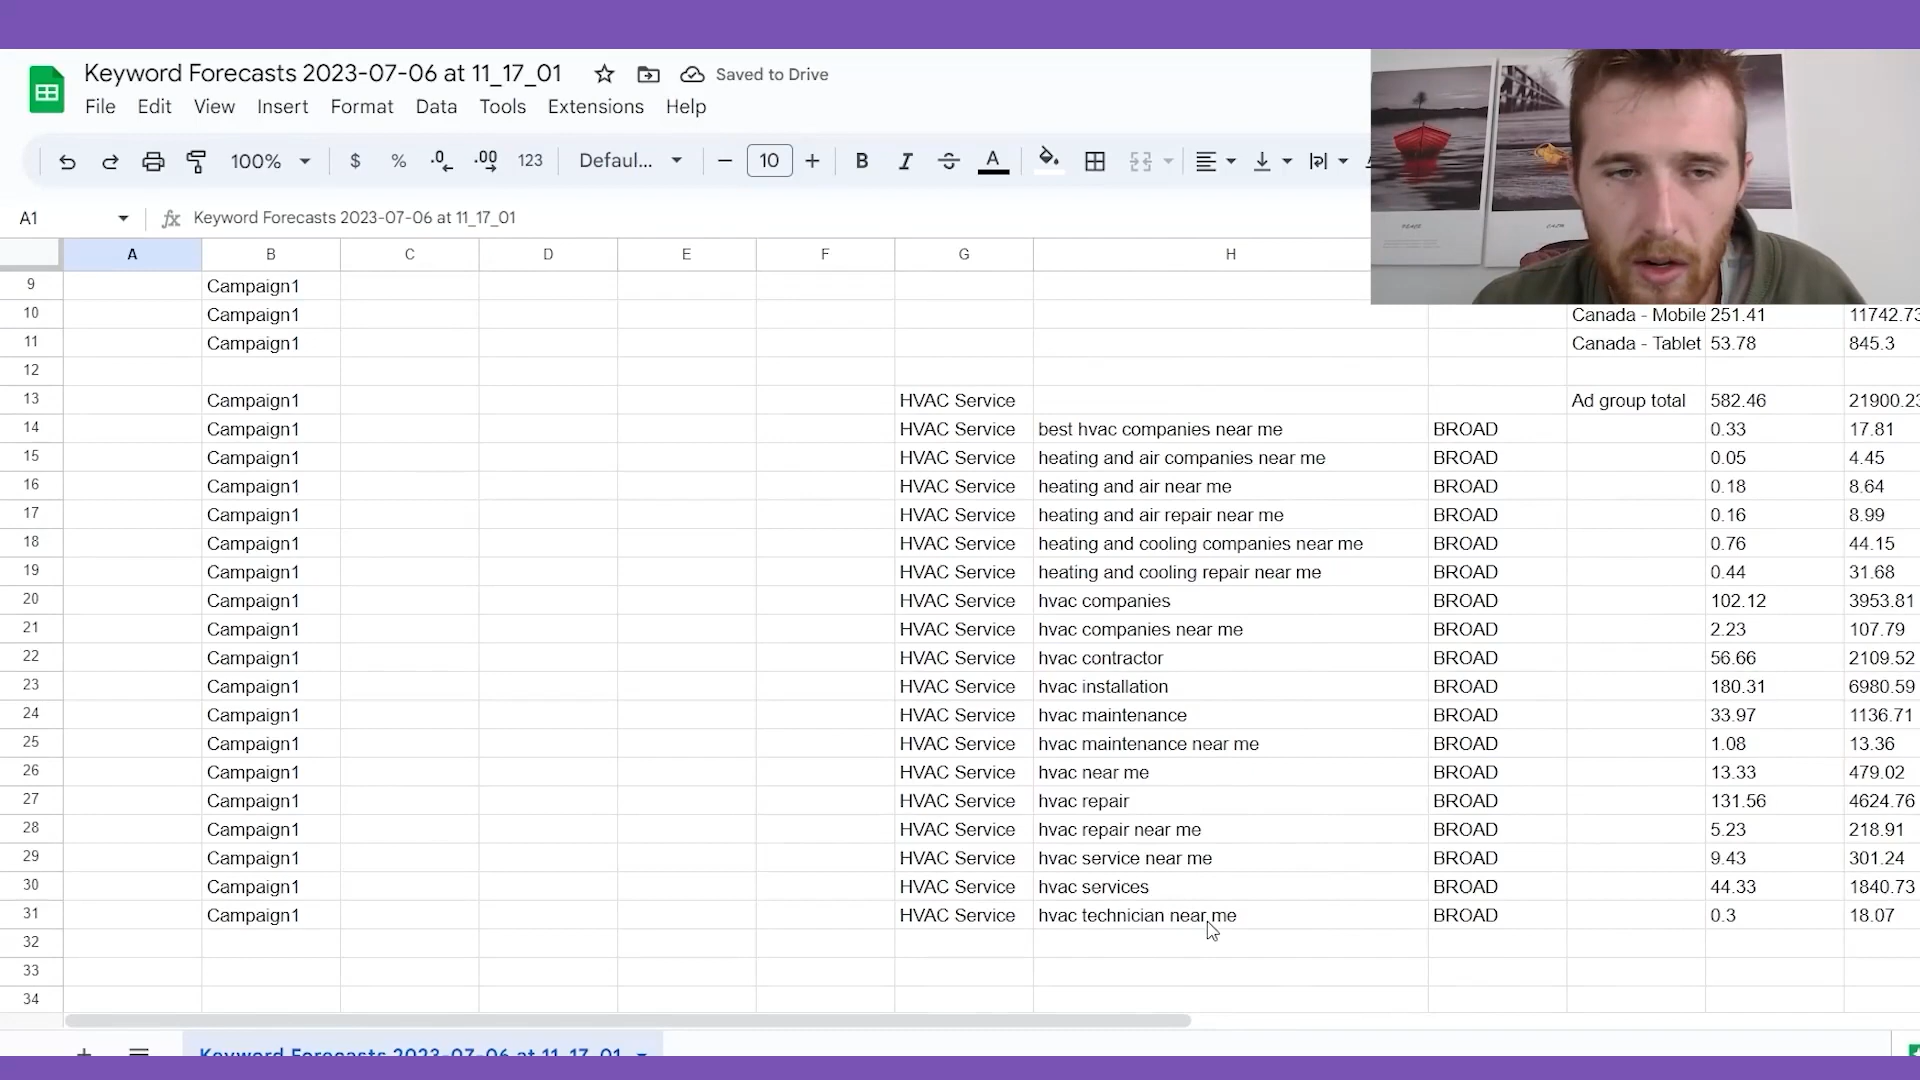 Keyword Forecasts 2023-07-06 at 11_17_01 Saved to Drive
File Edit View Insert Format Data Tools Extensions Help
100% $ % .0 .00 123 Defaul... 10 B I A
A1 fx Keyword Forecasts 2023-07-06 at 11_17_01
A B C D E F G H
9 Campaign1
10 Campaign1 Canada - Mobile 251.41 11742.73
11 Campaign1 Canada - Tablet 53.78 845.3
12
13 Campaign1 HVAC Service Ad group total 582.46 21900.23
14 Campaign1 HVAC Service best hvac companies near me BROAD 0.33 17.81
15 Campaign1 HVAC Service heating and air companies near me BROAD 0.05 4.45
16 Campaign1 HVAC Service heating and air near me BROAD 0.18 8.64
17 Campaign1 HVAC Service heating and air repair near me BROAD 0.16 8.99
18 Campaign1 HVAC Service heating and cooling companies near me BROAD 0.76 44.15
19 Campaign1 HVAC Service heating and cooling repair near me BROAD 0.44 31.68
20 Campaign1 HVAC Service hvac companies BROAD 102.12 3953.81
21 Campaign1 HVAC Service hvac companies near me BROAD 2.23 107.79
22 Campaign1 HVAC Service hvac contractor BROAD 56.66 2109.52
23 Campaign1 HVAC Service hvac installation BROAD 180.31 6980.59
24 Campaign1 HVAC Service hvac maintenance BROAD 33.97 1136.71
25 Campaign1 HVAC Service hvac maintenance near me BROAD 1.08 13.36
26 Campaign1 HVAC Service hvac near me BROAD 13.33 479.02
27 Campaign1 HVAC Service hvac repair BROAD 131.56 4624.76
28 Campaign1 HVAC Service hvac repair near me BROAD 5.23 218.91
29 Campaign1 HVAC Service hvac service near me BROAD 9.43 301.24
30 Campaign1 HVAC Service hvac services BROAD 44.33 1840.73
31 Campaign1 HVAC Service hvac technician near me BROAD 0.3 18.07
32
33
34
Keyword Forecasts 2023-07-06 at 11_17_01